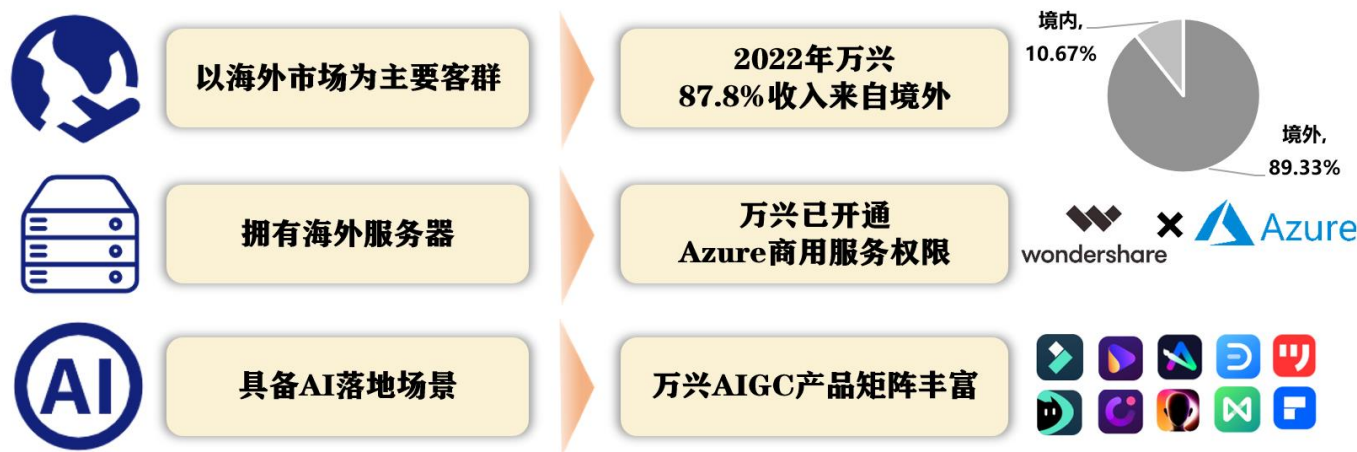 以海外市场为主要客群
2022年万兴
87.8%收入来自境外
境内,
10.67%
境外,
89.33%
拥有海外服务器
万兴已开通
Azure商用服务权限
wondershare
Azure
AI
具备AI落地场景
万兴AIGC产品矩阵丰富